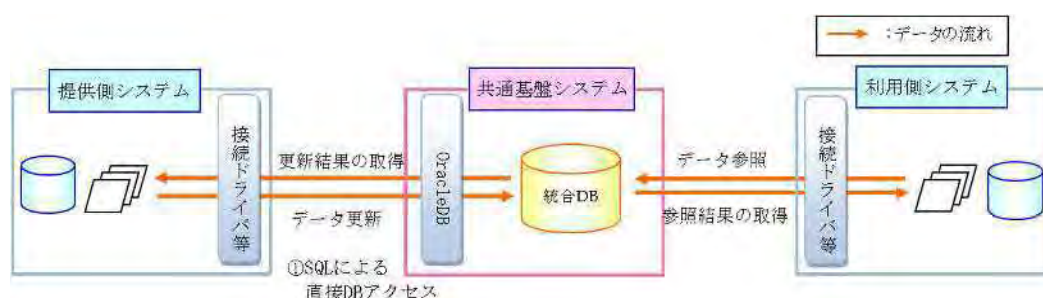 :データの流れ
提供側システム
共通基盤システム
利用側システム
接続ドライバ等
更新結果の取得
データ更新
①SQLによる
直接DBアクセス
OracleDB
統合DB
データ参照
参照結果の取得
接続ドライバ等